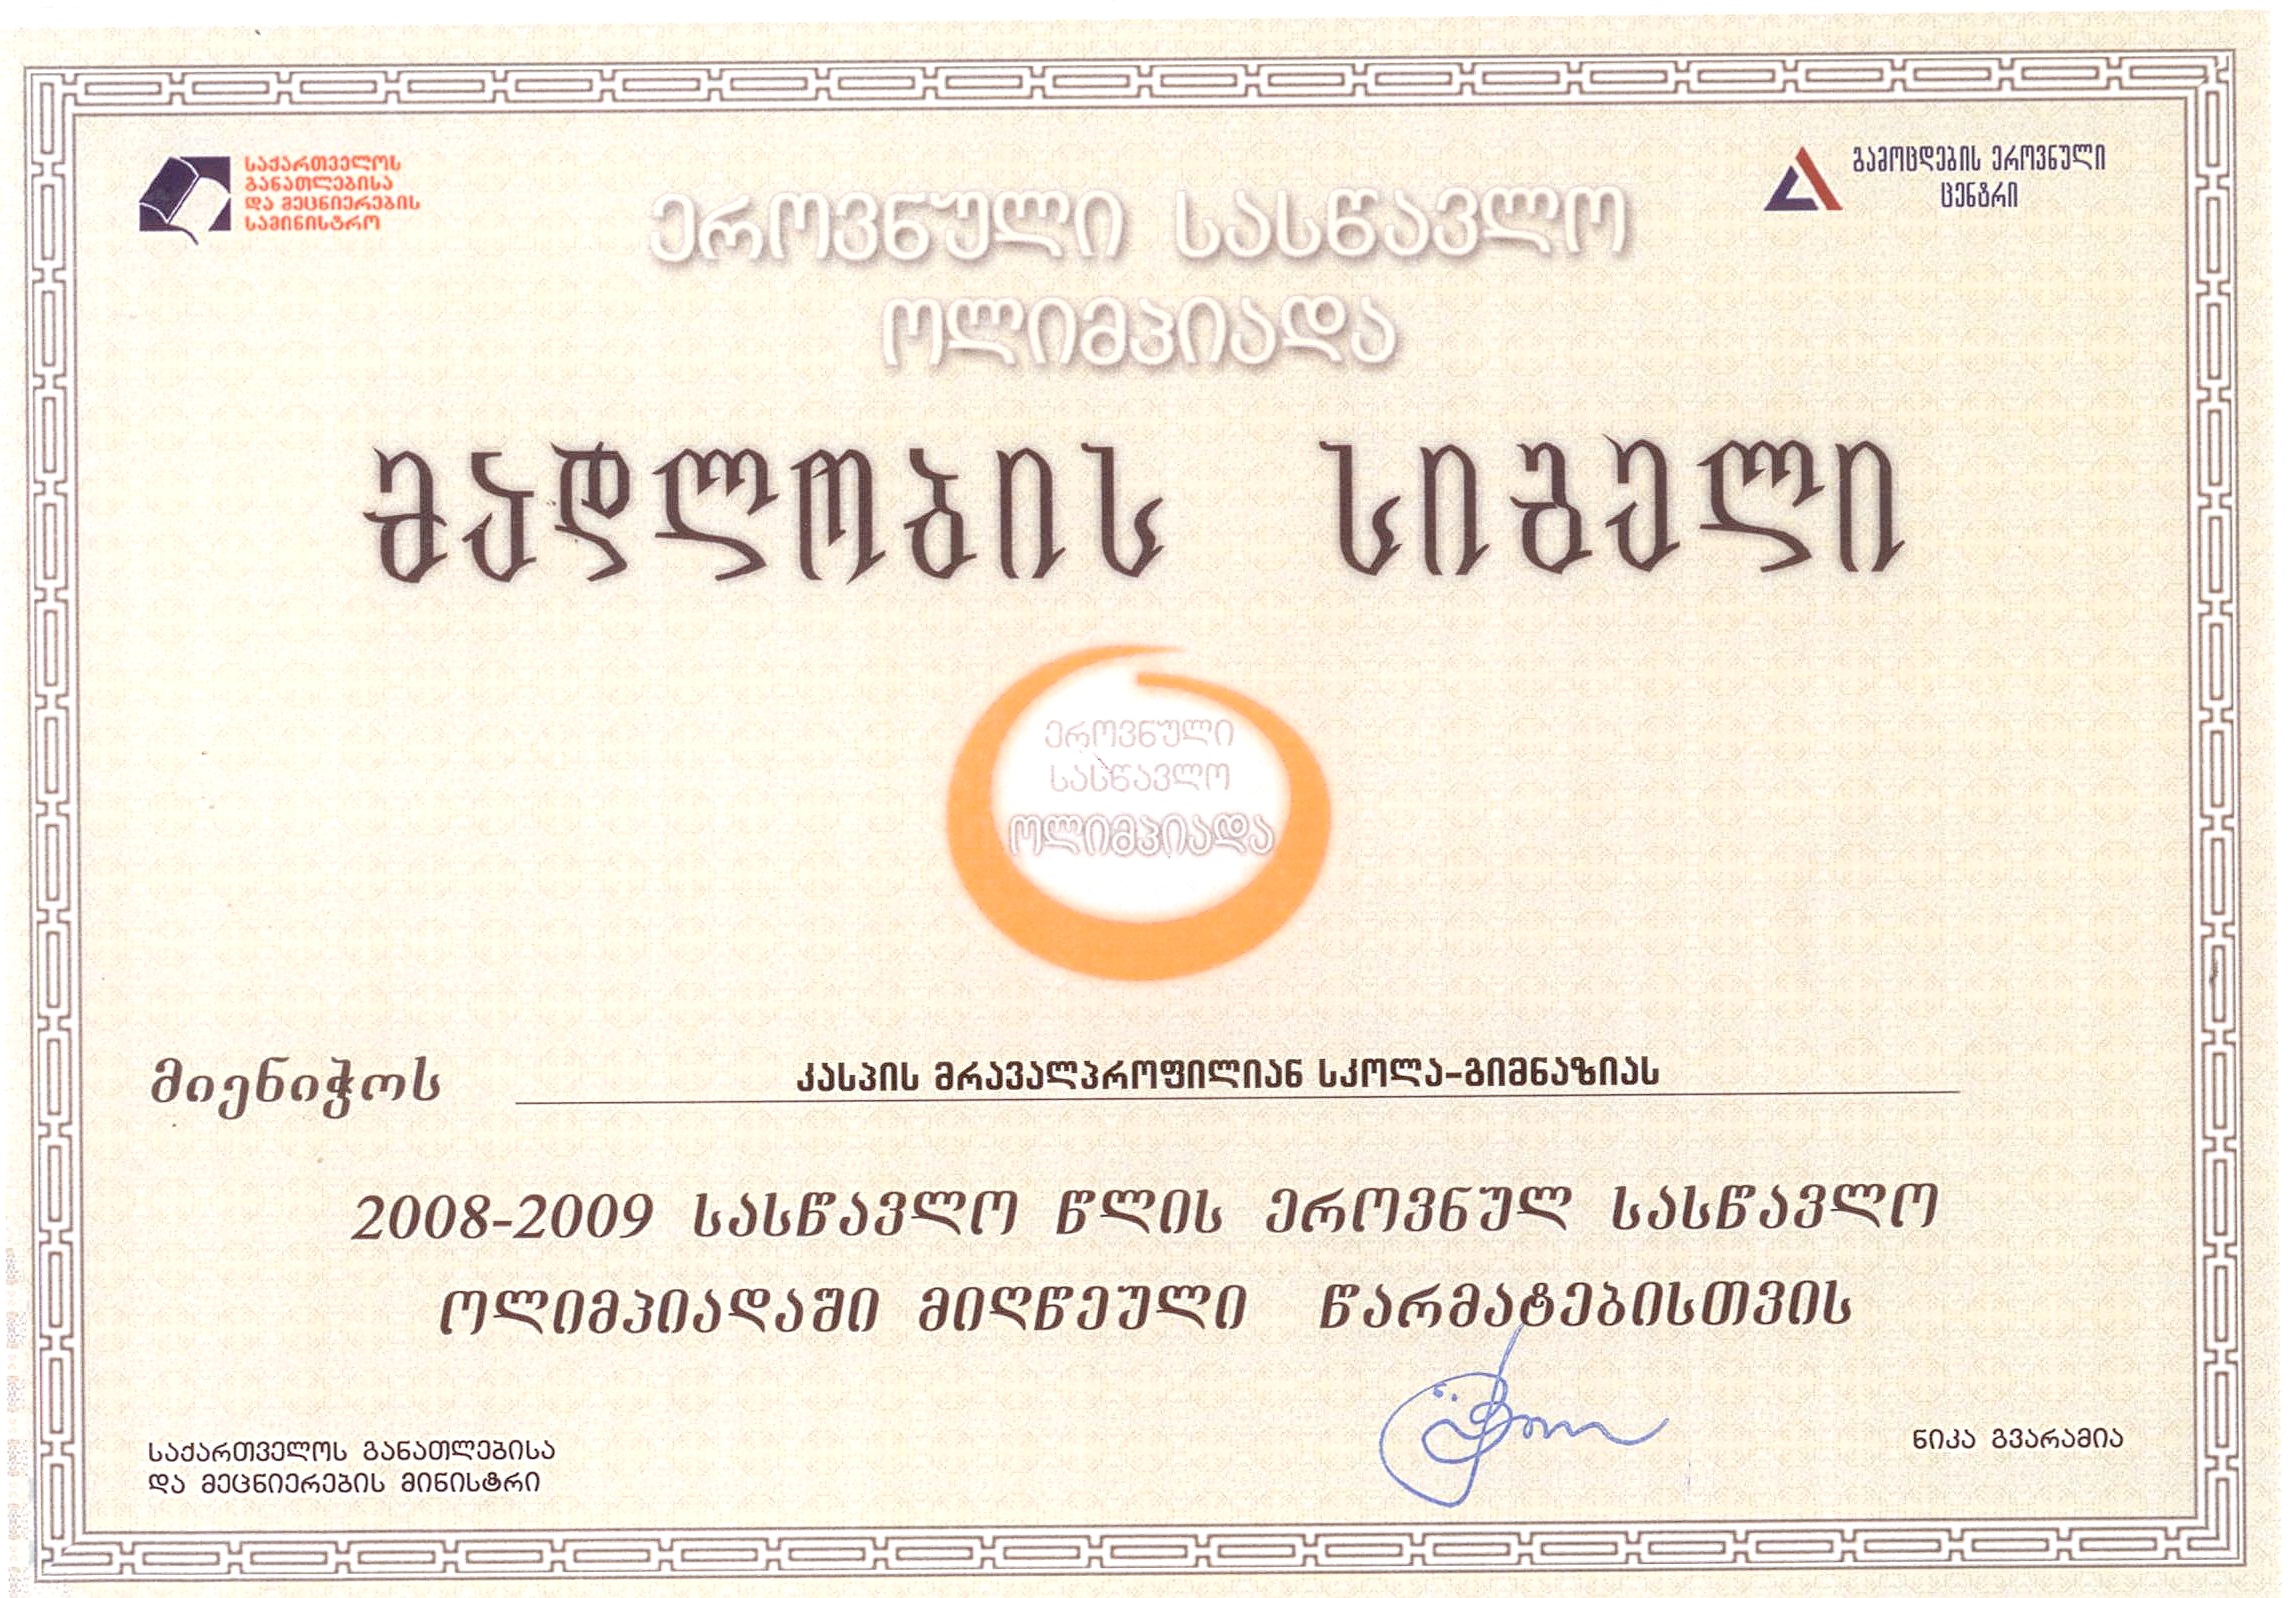 საქართველოს
განათლებისა
და მეცნიერების
სამინისტრო
გამოცდების ეროვნული
ცენტრი
ეროვნული სასწავლო
ოლიმპიადა
მადლობის სიგელი
ეროვნული
სასწავლო
ოლიმპიადა
მიენიჭოს კასპის მრავალპროფილიან სკოლა-გიმნაზიას
2008-2009 სასწავლო წლის ეროვნულ სასწავლო
ოლიმპიადაში მიღწეული წარმატებისთვის
საქართველოს განათლებისა
და მეცნიერების მინისტრი
ნიკა გვარამია